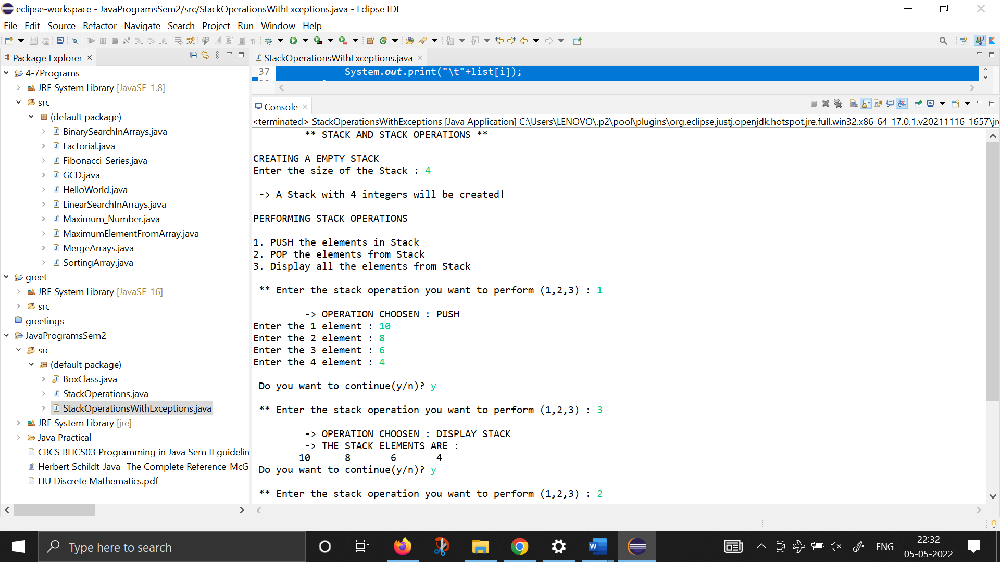 eclipse-workspace - JavaProgramsSem2/src/StackOperationsWithExceptions.java - Eclipse IDE
File Edit Source Refactor Navigate Search Project Run Window Help
Package Explorer
4-7Programs
JRE System Library [JavaSE-1.8]
src
(default package)
BinarySearchInArrays.java
Factorial.java
Fibonacci_Series.java
GCD.java
HelloWorld.java
LinearSearchInArrays.java
Maximum_Number.java
MaximumElementFromArray.java
MergeArrays.java
SortingArray.java
greet
JRE System Library [JavaSE-16]
src
greetings
JavaProgramsSem2
src
(default package)
BoxClass.java
StackOperations.java
StackOperationsWithExceptions.java
JRE System Library [jre]
Java Practical
CBCS BHCS03 Programming in Java Sem II guidelin
Herbert Schildt-Java_ The Complete Reference-McG
LIU Discrete Mathematics.pdf
StackOperationsWithExceptions.java
37 System.out.print("\t"+list[i]);
Console
<terminated> StackOperationsWithExceptions [Java Application] C:\Users\LENOVO\.p2\pool\plugins\org.eclipse.justj.openjdk.hotspot.jre.full.win32.x86_64_17.0.1.v20211116-1657\jre
** STACK AND STACK OPERATIONS **
CREATING A EMPTY STACK
Enter the size of the Stack : 4
-> A Stack with 4 integers will be created!
PERFORMING STACK OPERATIONS
1. PUSH the elements in Stack
2. POP the elements from Stack
3. Display all the elements from Stack
** Enter the stack operation you want to perform (1,2,3) : 1
-> OPERATION CHOOSEN : PUSH
Enter the 1 element : 10
Enter the 2 element : 8
Enter the 3 element : 6
Enter the 4 element : 4
Do you want to continue(y/n)? y
** Enter the stack operation you want to perform (1,2,3) : 3
-> OPERATION CHOOSEN : DISPLAY STACK
-> THE STACK ELEMENTS ARE :
10 8 6 4
Do you want to continue(y/n)? y
** Enter the stack operation you want to perform (1,2,3) : 2
Type here to search
ENG
22:32
05-05-2022